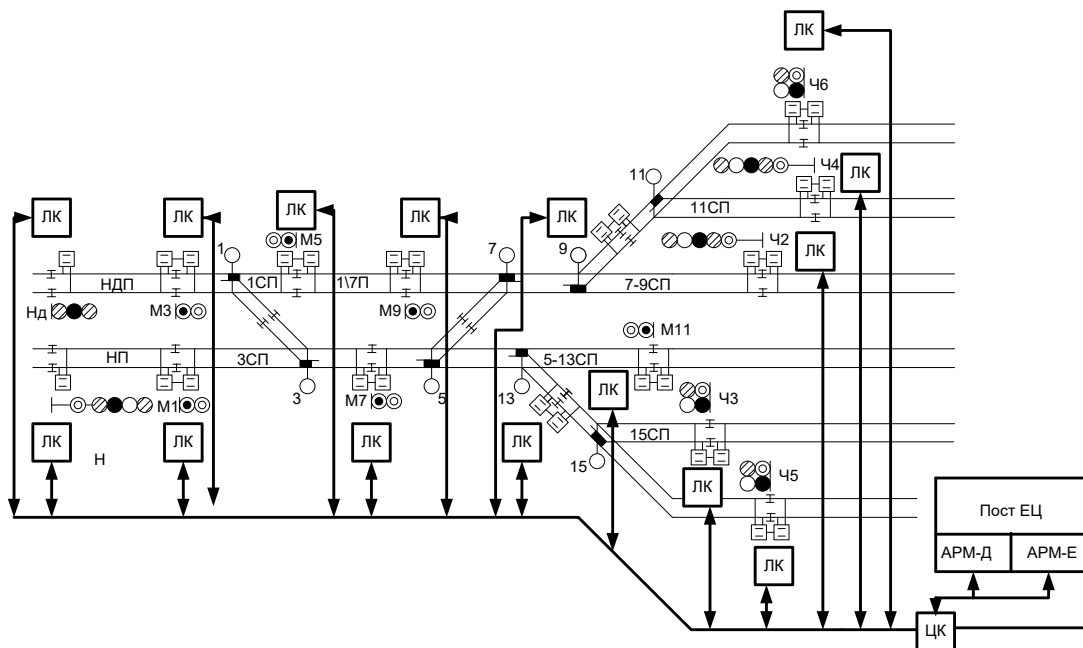 ЛК
Ч6
ЛК
Ч4
11
11СП
ЛК
ЛК
ЛК
ЛК
ЛК
М5
Ч2
ЛК
1
7
9
НДП
1СП
1\7П
7-9СП
Нд
М3
М9
М11
НП
3СП
5-13СП
ЛК
Ч3
М1
3
М7
5
13
15СП
ЛК
ЛК
ЛК
ЛК
15
Ч5
Н
ЛК
Пост ЕЦ
АРМ-Д
АРМ-Е
ЛК
ЦК